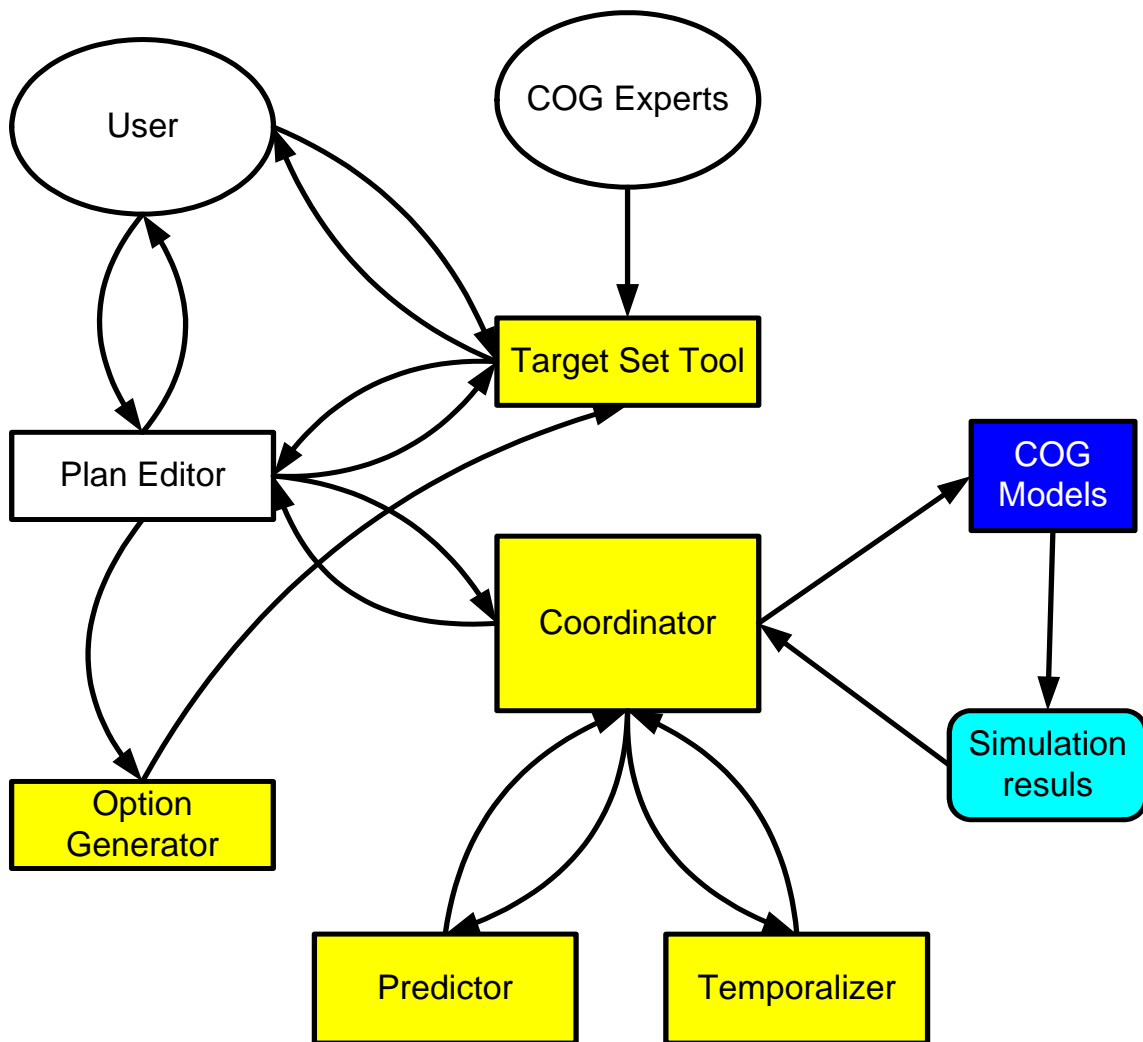 User
COG Experts
Target Set Tool
Plan Editor
COG
Models
Coordinator
Simulation
resuls
Option
Generator
Predictor
Temporalizer